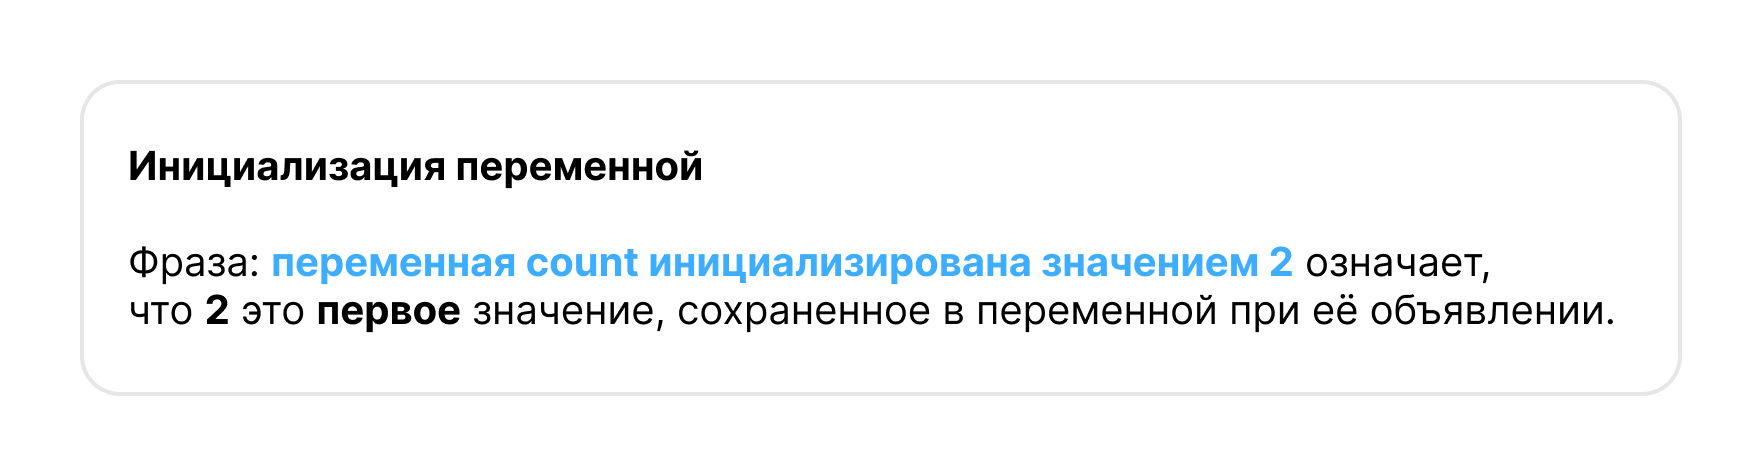 Инициализация переменной
Фраза: переменная count инициализирована значением 2 означает,
что 2 это первое значение, сохраненное в переменной при её объявлении.